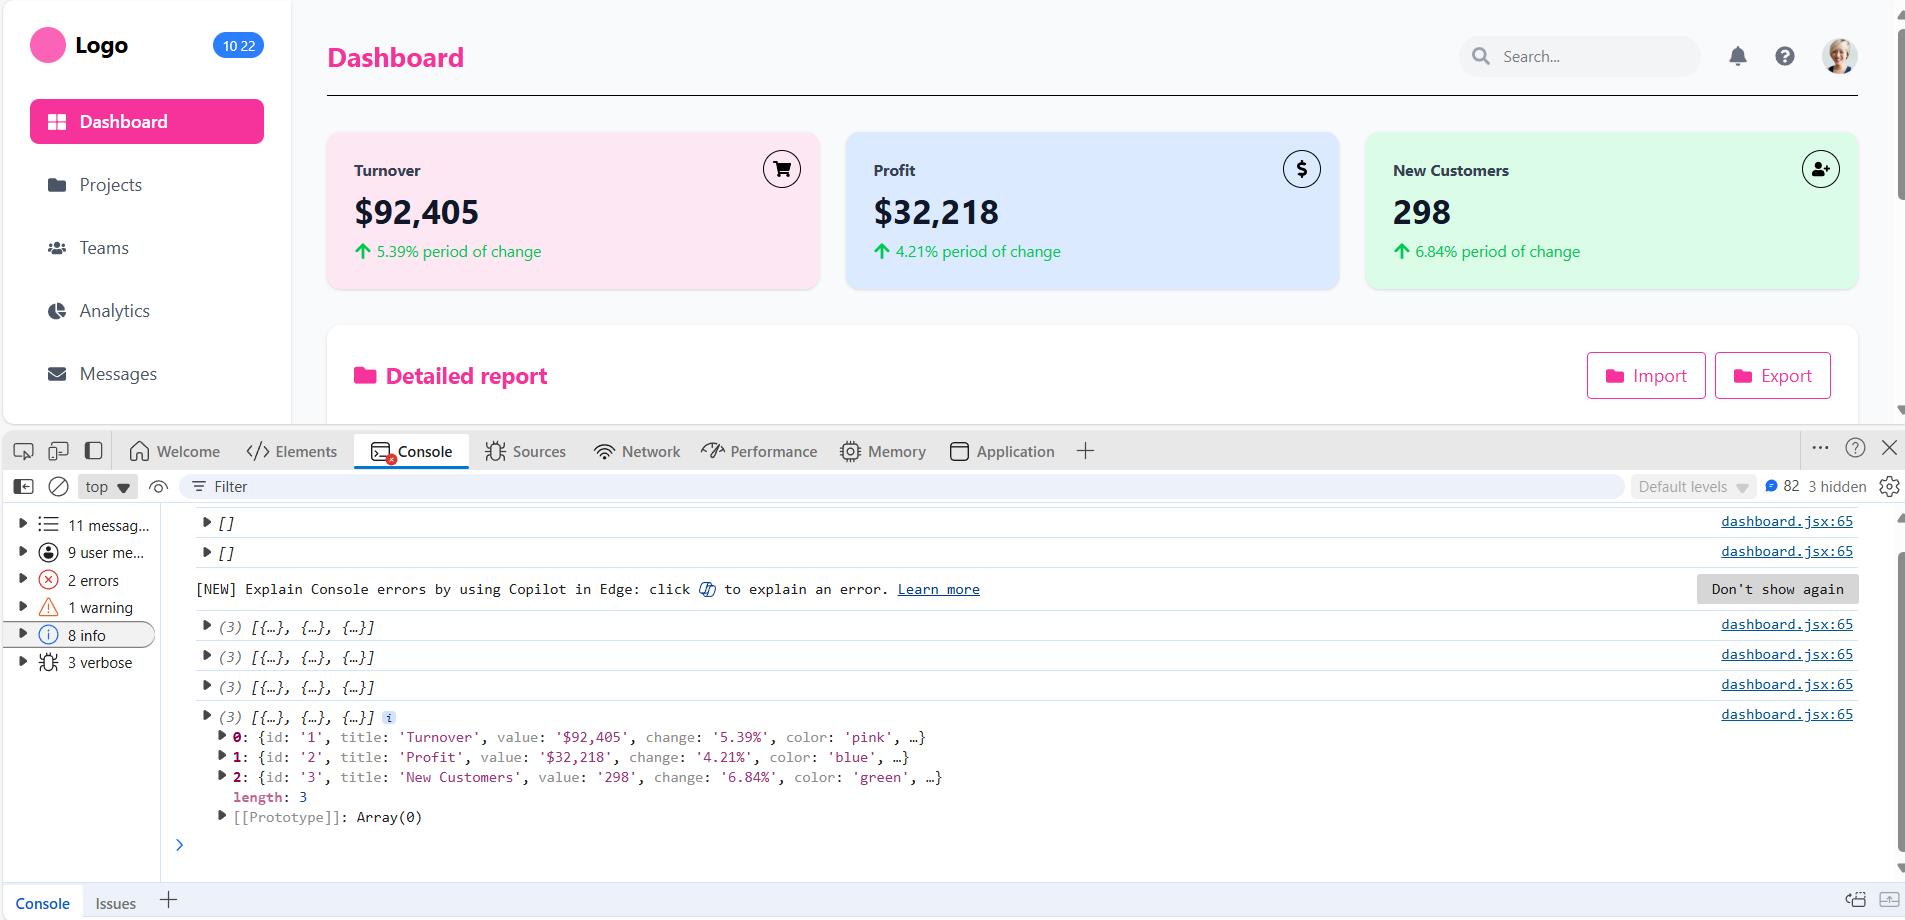 Logo
10 22
Dashboard
Projects
Teams
Analytics
Messages
Dashboard
Search...
Turnover
$92,405
5.39% period of change
Profit
$32,218
4.21% period of change
New Customers
298
6.84% period of change
Detailed report
Import
Export
Welcome
Elements
Console
Sources
Network
Performance
Memory
Application
top
Filter
Default levels
82
3 hidden
11 messag...
9 user me...
2 errors
1 warning
8 info
3 verbose
[] dashboard.jsx:65
[] dashboard.jsx:65
[NEW] Explain Console errors by using Copilot in Edge: click to explain an error. Learn more
Don't show again
(3) [{…}, {…}, {…}] dashboard.jsx:65
(3) [{…}, {…}, {…}] dashboard.jsx:65
(3) [{…}, {…}, {…}] dashboard.jsx:65
(3) [{…}, {…}, {…}] i dashboard.jsx:65
0: {id: '1', title: 'Turnover', value: '$92,405', change: '5.39%', color: 'pink', …}
1: {id: '2', title: 'Profit', value: '$32,218', change: '4.21%', color: 'blue', …}
2: {id: '3', title: 'New Customers', value: '298', change: '6.84%', color: 'green', …}
length: 3
[[Prototype]]: Array(0)
Console
Issues